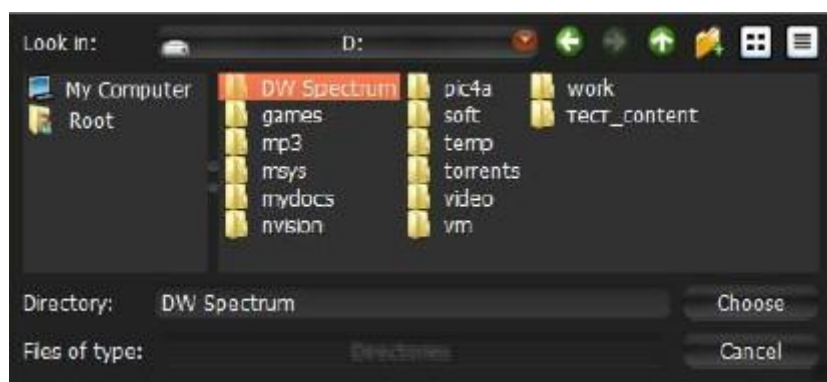 Look in: D:
My Computer
Root
DW Spectrum
games
mp3
msys
mydocs
nvision
pic4a
soft
temp
torrents
video
vm
work
тест_content
Directory: DW Spectrum Choose
Files of type: Directories Cancel